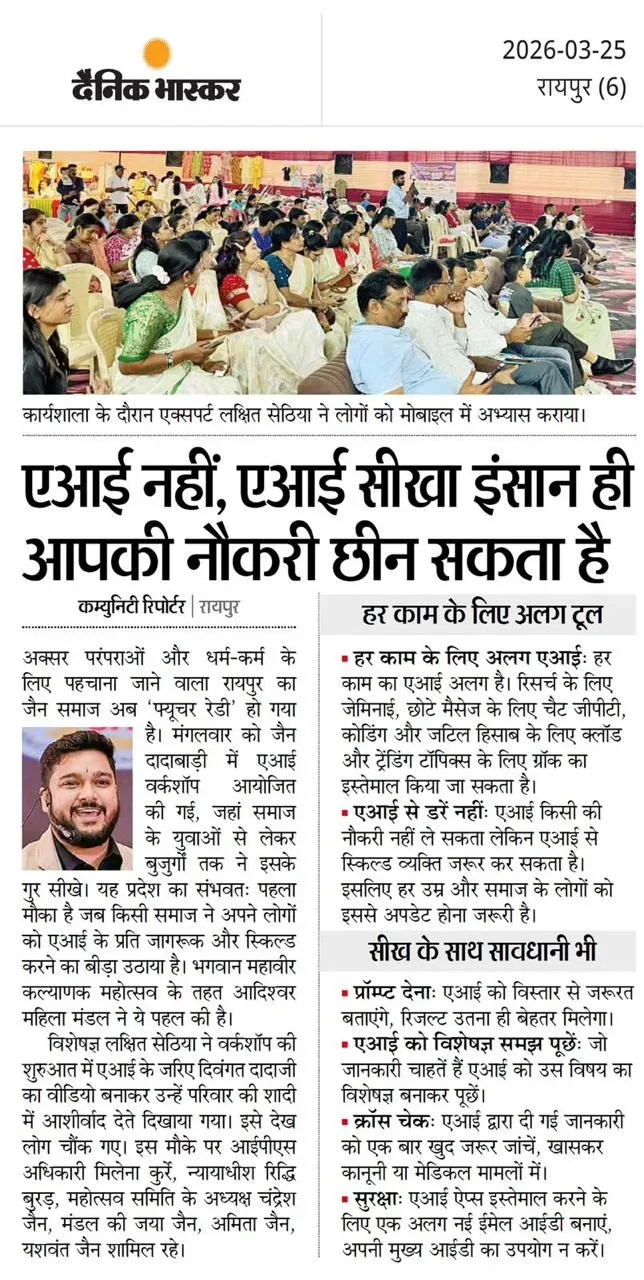 दैनिक भास्कर
2026-03-25
रायपुर (6)
कार्यशाला के दौरान एक्सपर्ट लक्षित सेठिया ने लोगों को मोबाइल में अभ्यास कराया।
एआई नहीं, एआई सीखा इंसान ही
आपकी नौकरी छीन सकता है
कम्युनिटी रिपोर्टर | रायपुर
अक्सर परंपराओं और धर्म-कर्म के
लिए पहचाना जाने वाला रायपुर का
जैन समाज अब ‘फ्यूचर रेडी’ हो गया
है। मंगलवार को जैन
दादाबाड़ी में एआई
वर्कशॉप आयोजित
की गई, जहां समाज
के युवाओं से लेकर
बुजुर्गों तक ने इसके
गुर सीखे। यह प्रदेश का संभवतः पहला
मौका है जब किसी समाज ने अपने लोगों
को एआई के प्रति जागरूक और स्किल्ड
करने का बीड़ा उठाया है। भगवान महावीर
कल्याणक महोत्सव के तहत आदिश्वर
महिला मंडल ने ये पहल की है।
विशेषज्ञ लक्षित सेठिया ने वर्कशॉप की
शुरुआत में एआई के जरिए दिवंगत दादाजी
का वीडियो बनाकर उन्हें परिवार की शादी
में आशीर्वाद देते दिखाया गया। इसे देख
लोग चौंक गए। इस मौके पर आईपीएस
अधिकारी मिलेना कुर्रे, न्यायाधीश रिद्धि
बुरड़, महोत्सव समिति के अध्यक्ष चंद्रेश
जैन, मंडल की जया जैन, अमिता जैन,
यशवंत जैन शामिल रहे।
हर काम के लिए अलग टूल
▪ हर काम के लिए अलग एआई: हर
काम का एआई अलग है। रिसर्च के लिए
जेमिनाई, छोटे मैसेज के लिए चैट जीपीटी,
कोडिंग और जटिल हिसाब के लिए क्लॉड
और ट्रेंडिंग टॉपिक्स के लिए ग्रॉक का
इस्तेमाल किया जा सकता है।
▪ एआई से डरें नहीं: एआई किसी की
नौकरी नहीं ले सकता लेकिन एआई से
स्किल्ड व्यक्ति जरूर कर सकता है।
इसलिए हर उम्र और समाज के लोगों को
इससे अपडेट होना जरूरी है।
सीख के साथ सावधानी भी
▪ प्रॉम्प्ट देना: एआई को विस्तार से जरूरत
बताएंगे, रिजल्ट उतना ही बेहतर मिलेगा।
▪ एआई को विशेषज्ञ समझ पूछें: जो
जानकारी चाहते हैं एआई को उस विषय का
विशेषज्ञ बनाकर पूछें।
▪ क्रॉस चेक: एआई द्वारा दी गई जानकारी
को एक बार खुद जरूर जांचें, खासकर
कानूनी या मेडिकल मामलों में।
▪ सुरक्षा: एआई ऐप्स इस्तेमाल करने के
लिए एक अलग नई ईमेल आईडी बनाएं,
अपनी मुख्य आईडी का उपयोग न करें।